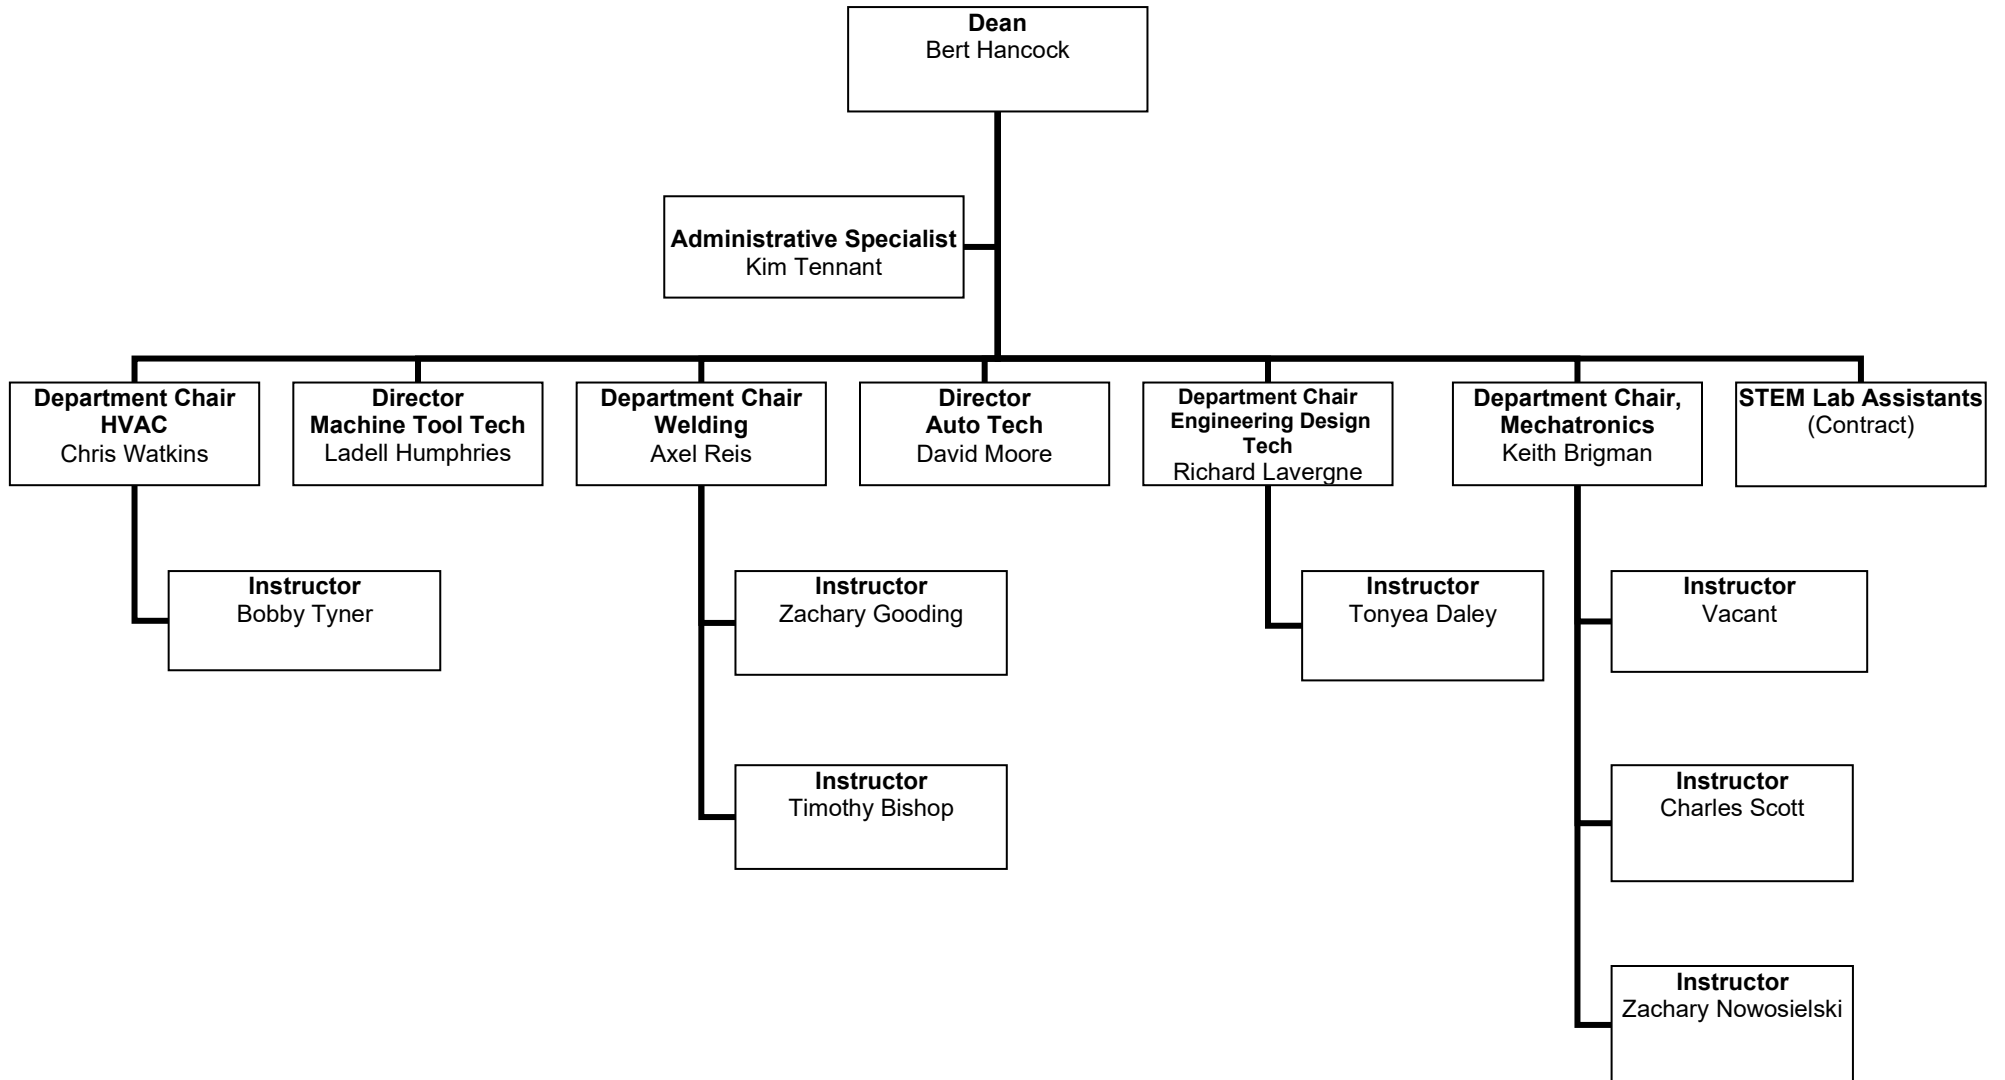 Dean
Bert Hancock
Administrative Specialist
Kim Tennant
Department Chair
HVAC
Chris Watkins
Director
Machine Tool Tech
Ladell Humphries
Department Chair
Welding
Axel Reis
Director
Auto Tech
David Moore
Department Chair
Engineering Design
Tech
Richard Lavergne
Department Chair,
Mechatronics
Keith Brigman
STEM Lab Assistants
(Contract)
Instructor
Bobby Tyner
Instructor
Zachary Gooding
Instructor
Tonyea Daley
Instructor
Vacant
Instructor
Timothy Bishop
Instructor
Charles Scott
Instructor
Zachary Nowosielski